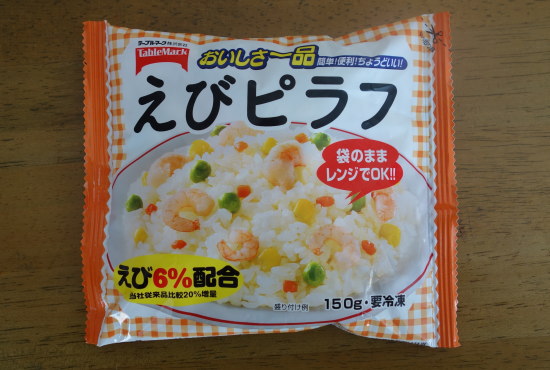 テーブルマーク株式会社
TableMark
おいしさ一品
簡単!便利!ちょうどいい!
えびピラフ
袋のまま
レンジでOK!!
えび6%配合
当社従来品比較20%増量
盛り付け例
150g・要冷凍